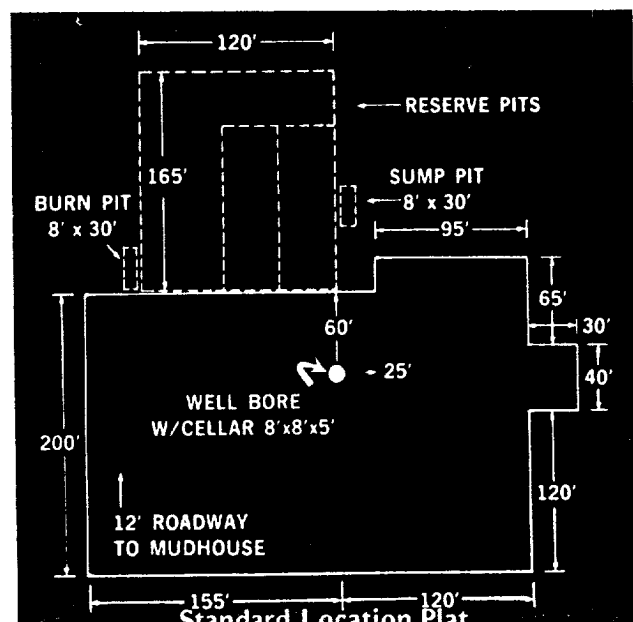 120'
RESERVE PITS
165'
SUMP PIT
8' x 30'
BURN PIT
8' x 30'
95'
65'
30'
60'
25'
40'
WELL BORE
W/CELLAR 8'x8'x5'
200'
120'
12' ROADWAY
TO MUDHOUSE
155'
120'
Standard Location Plat